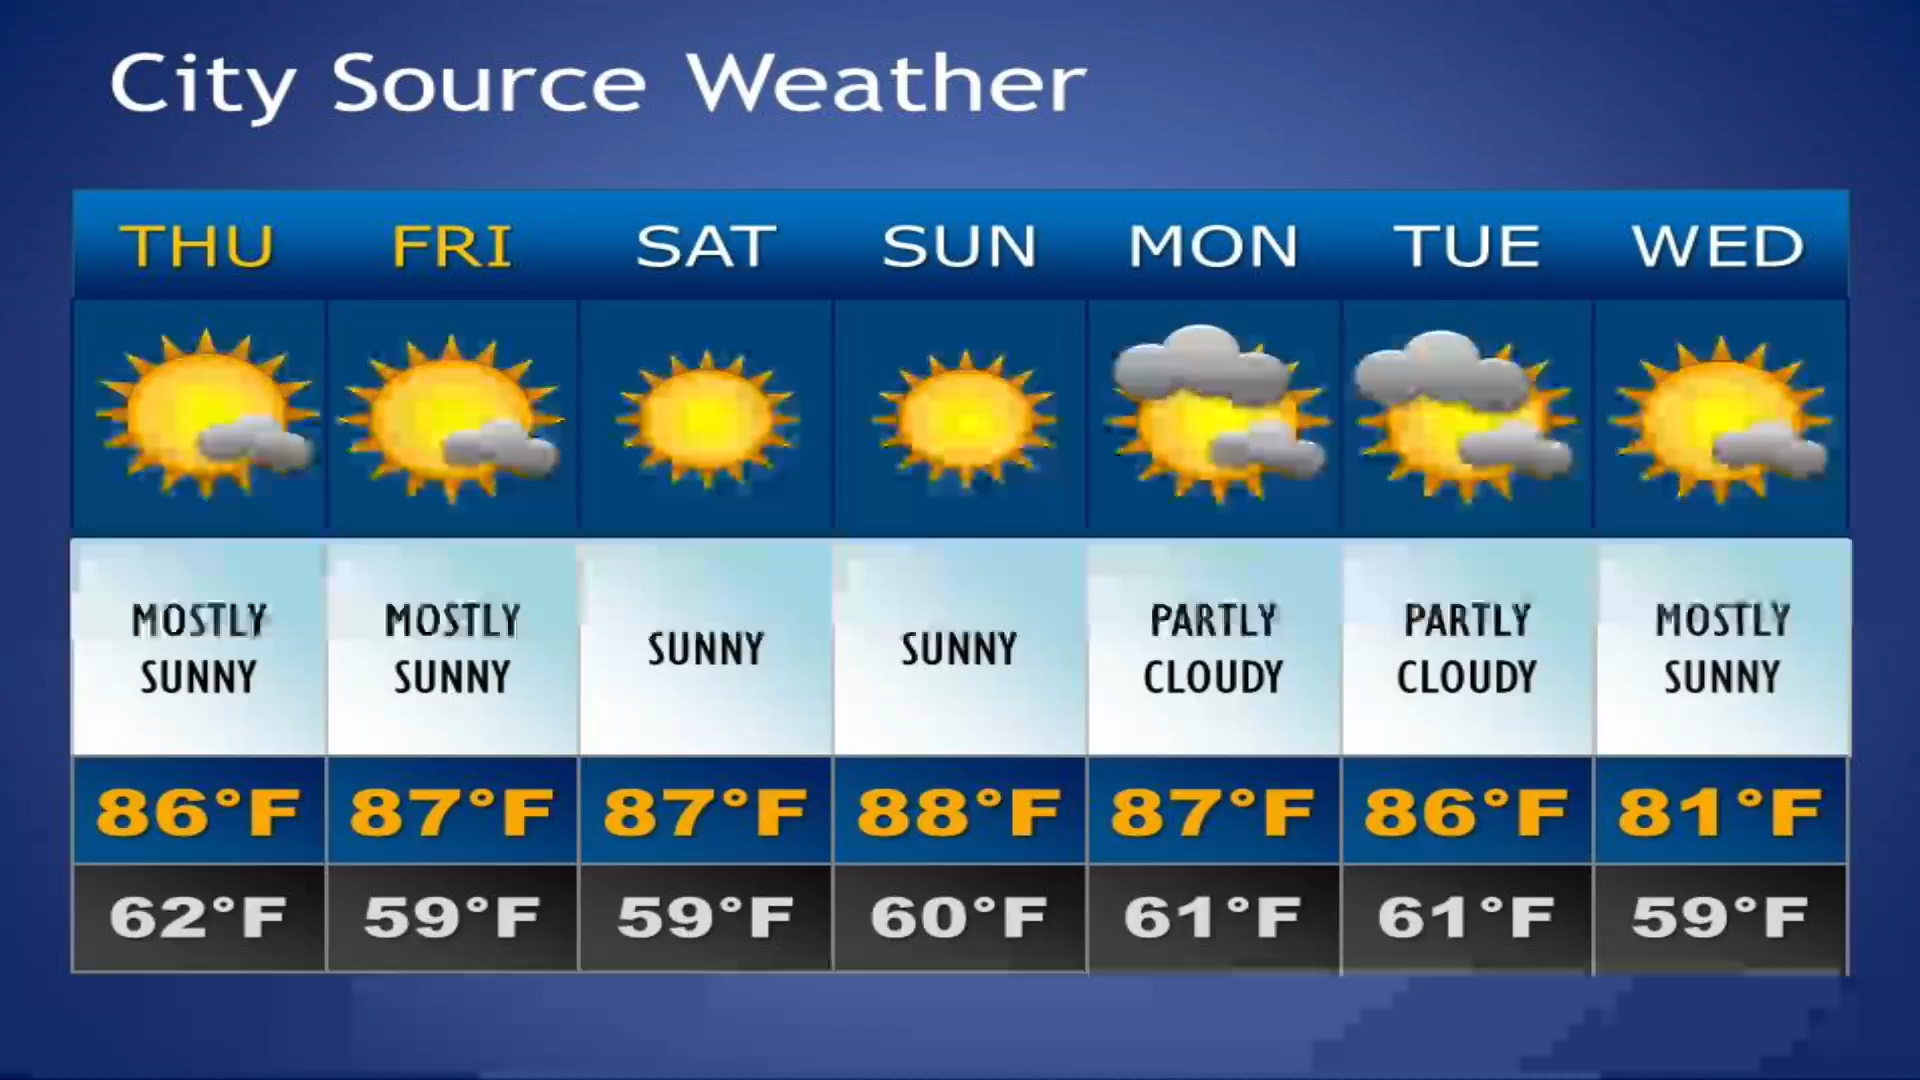 City Source Weather
THU FRI SAT SUN MON TUE WED
MOSTLY SUNNY
MOSTLY SUNNY
SUNNY
SUNNY
PARTLY CLOUDY
PARTLY CLOUDY
MOSTLY SUNNY
86°F 87°F 87°F 88°F 87°F 86°F 81°F
62°F 59°F 59°F 60°F 61°F 61°F 59°F